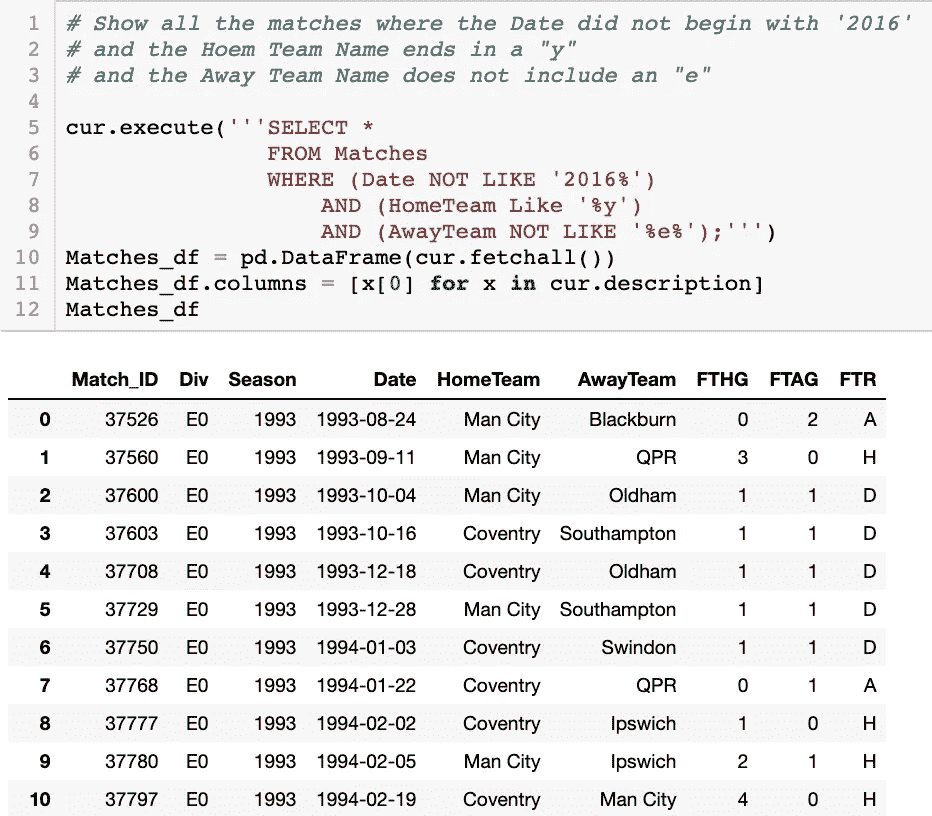 1 # Show all the matches where the Date did not begin with '2016'
2 # and the Hoem Team Name ends in a "y"
3 # and the Away Team Name does not include an "e"
4
5 cur.execute('''SELECT *
6 FROM Matches
7 WHERE (Date NOT LIKE '2016%')
8 AND (HomeTeam Like '%y')
9 AND (AwayTeam NOT LIKE '%e%');''')
10 Matches_df = pd.DataFrame(cur.fetchall())
11 Matches_df.columns = [x[0] for x in cur.description]
12 Matches_df
Match_ID Div Season Date HomeTeam AwayTeam FTHG FTAG FTR
0 37526 E0 1993 1993-08-24 Man City Blackburn 0 2 A
1 37560 E0 1993 1993-09-11 Man City QPR 3 0 H
2 37600 E0 1993 1993-10-04 Man City Oldham 1 1 D
3 37603 E0 1993 1993-10-16 Coventry Southampton 1 1 D
4 37708 E0 1993 1993-12-18 Coventry Oldham 1 1 D
5 37729 E0 1993 1993-12-28 Man City Southampton 1 1 D
6 37750 E0 1993 1994-01-03 Coventry Swindon 1 1 D
7 37768 E0 1993 1994-01-22 Coventry QPR 0 1 A
8 37777 E0 1993 1994-02-02 Coventry Ipswich 1 0 H
9 37780 E0 1993 1994-02-05 Man City Ipswich 2 1 H
10 37797 E0 1993 1994-02-19 Coventry Man City 4 0 H